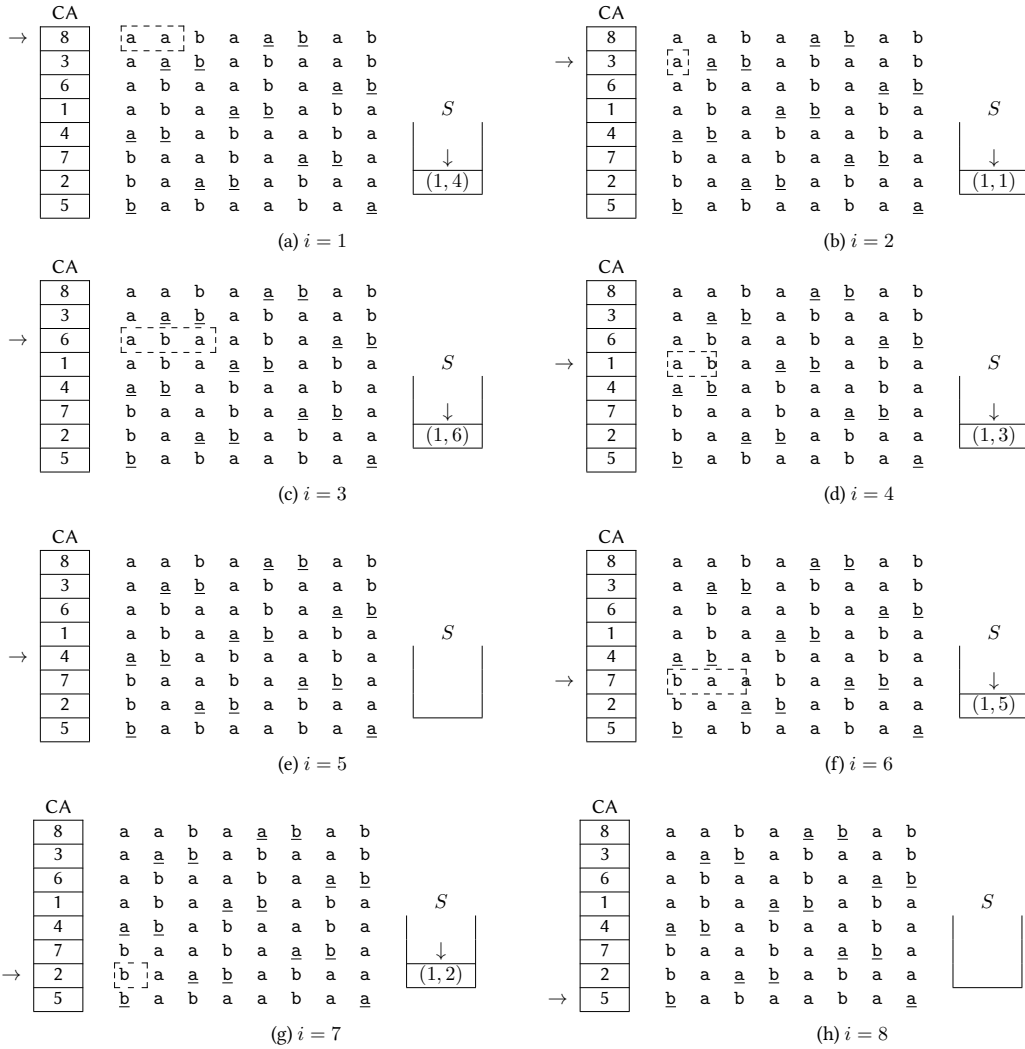 CA CA
→ 8 a a b a a b a b 8 a a b a a b a b
3 a a b a b a a b → 3 a a b a b a a b
6 a b a a b a a b 6 a b a a b a a b
1 a b a a b a b a S 1 a b a a b a b a S
4 a b a b a a b a 4 a b a b a a b a
7 b a a b a a b a ↓ 7 b a a b a a b a ↓
2 b a a b a b a a (1, 4) 2 b a a b a b a a (1, 1)
5 b a b a a b a a 5 b a b a a b a a
(a) i = 1 (b) i = 2
CA CA
8 a a b a a b a b 8 a a b a a b a b
3 a a b a b a a b 3 a a b a b a a b
→ 6 a b a a b a a b 6 a b a a b a a b
1 a b a a b a b a S → 1 a b a a b a b a S
4 a b a b a a b a 4 a b a b a a b a
7 b a a b a a b a ↓ 7 b a a b a a b a ↓
2 b a a b a b a a (1, 6) 2 b a a b a b a a (1, 3)
5 b a b a a b a a 5 b a b a a b a a
(c) i = 3 (d) i = 4
CA CA
8 a a b a a b a b 8 a a b a a b a b
3 a a b a b a a b 3 a a b a b a a b
6 a b a a b a a b 6 a b a a b a a b
1 a b a a b a b a S 1 a b a a b a b a S
→ 4 a b a b a a b a 4 a b a b a a b a
7 b a a b a a b a → 7 b a a b a a b a ↓
2 b a a b a b a a 2 b a a b a b a a (1, 5)
5 b a b a a b a a 5 b a b a a b a a
(e) i = 5 (f) i = 6
CA CA
8 a a b a a b a b 8 a a b a a b a b
3 a a b a b a a b 3 a a b a b a a b
6 a b a a b a a b 6 a b a a b a a b
1 a b a a b a b a S 1 a b a a b a b a S
4 a b a b a a b a 4 a b a b a a b a
7 b a a b a a b a ↓ 7 b a a b a a b a
→ 2 b a a b a b a a (1, 2) 2 b a a b a b a a
5 b a b a a b a a → 5 b a b a a b a a
(g) i = 7 (h) i = 8